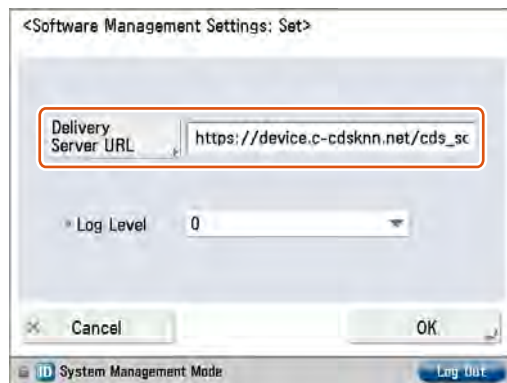 <Software Management Settings: Set>
Delivery
Server URL
https://device.c-cdsknn.net/cds_sc
Log Level
0
Cancel
OK
ID System Management Mode
Log Out